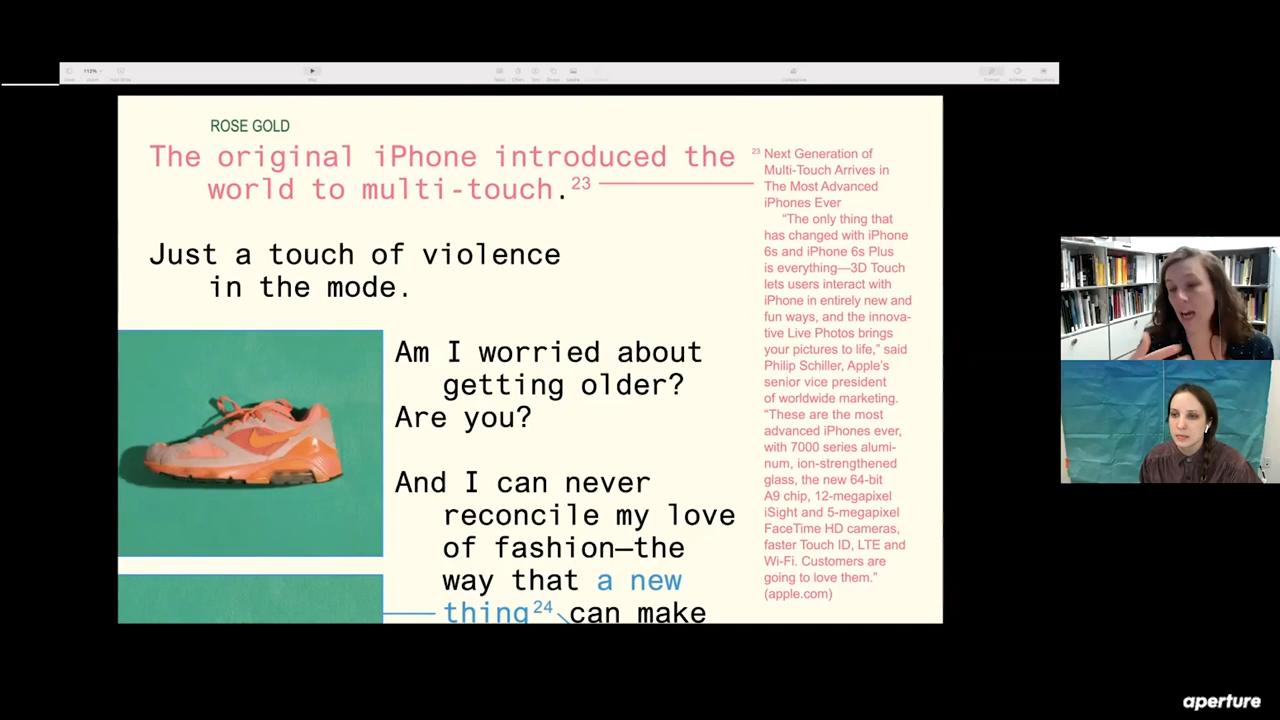 112%
ROSE GOLD
The original iPhone introduced the
world to multi-touch.23
Just a touch of violence
in the mode.
Am I worried about
getting older?
Are you?
And I can never
reconcile my love
of fashion—the
way that a new
thing24 can make
23 Next Generation of
Multi-Touch Arrives in
The Most Advanced
iPhones Ever
“The only thing that
has changed with iPhone
6s and iPhone 6s Plus
is everything—3D Touch
lets users interact with
iPhone in entirely new and
fun ways, and the innova-
tive Live Photos brings
your pictures to life,” said
Philip Schiller, Apple’s
senior vice president
of worldwide marketing.
“These are the most
advanced iPhones ever,
with 7000 series alumi-
num, ion-strengthened
glass, the new 64-bit
A9 chip, 12-megapixel
iSight and 5-megapixel
FaceTime HD cameras,
faster Touch ID, LTE and
Wi-Fi. Customers are
going to love them.”
(apple.com)
aperture